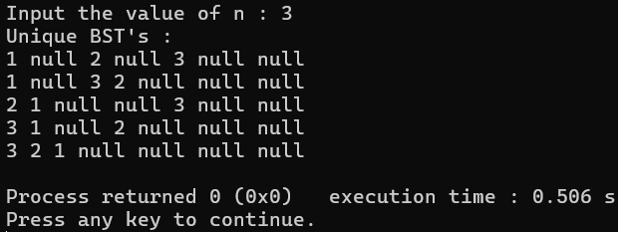 Input the value of n : 3
Unique BST's :
1 null 2 null 3 null null
1 null 3 2 null null null
2 1 null null 3 null null
3 1 null 2 null null null
3 2 1 null null null null
Process returned 0 (0x0)   execution time : 0.506 s
Press any key to continue.